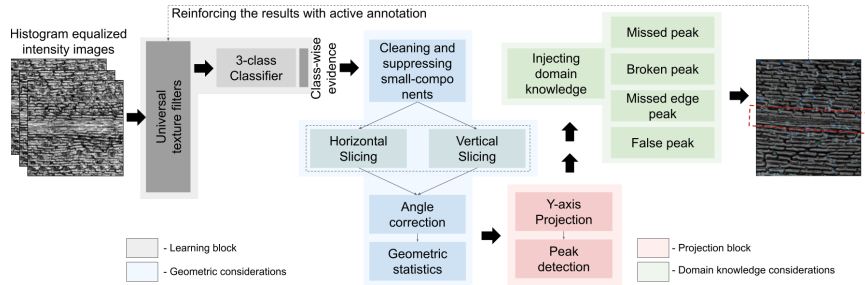 Reinforcing the results with active annotation
Histogram equalized
intensity images
Universal
texture filters
3-class
Classifier
Class-wise
evidence
Cleaning and
suppressing
small-compo
nents
Horizontal
Slicing
Vertical
Slicing
Angle
correction
Geometric
statistics
Injecting
domain
knowledge
Missed peak
Broken peak
Missed edge
peak
False peak
Y-axis
Projection
Peak
detection
- Learning block
- Geometric considerations
- Projection block
- Domain knowledge considerations